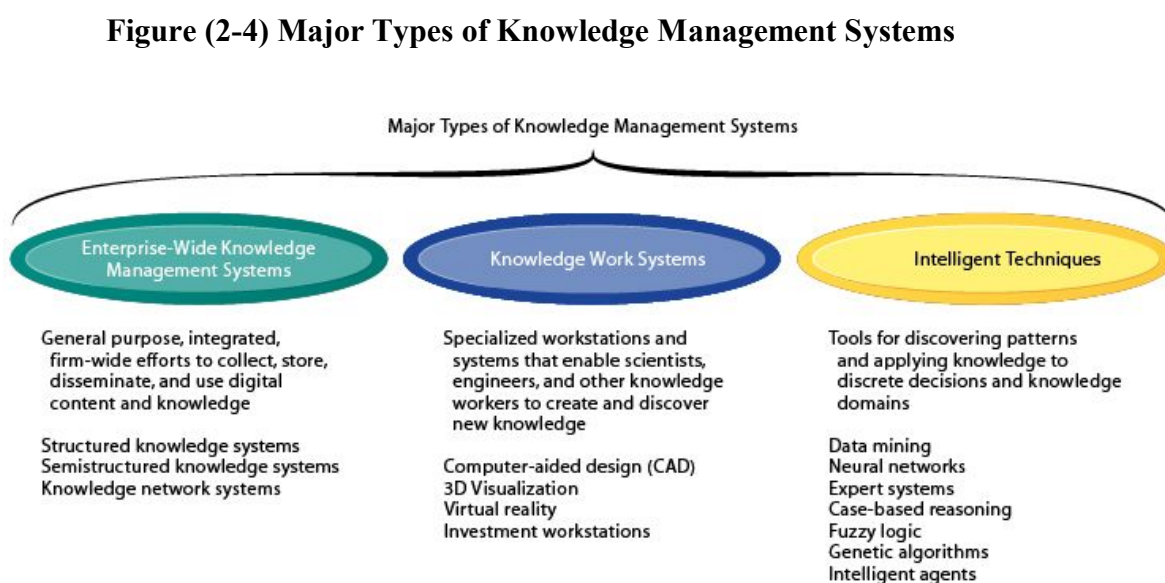 Figure (2-4) Major Types of Knowledge Management Systems
Major Types of Knowledge Management Systems
Enterprise-Wide Knowledge
Management Systems
General purpose, integrated,
firm-wide efforts to collect, store,
disseminate, and use digital
content and knowledge
Structured knowledge systems
Semistructured knowledge systems
Knowledge network systems
Knowledge Work Systems
Specialized workstations and
systems that enable scientists,
engineers, and other knowledge
workers to create and discover
new knowledge
Computer-aided design (CAD)
3D Visualization
Virtual reality
Investment workstations
Intelligent Techniques
Tools for discovering patterns
and applying knowledge to
discrete decisions and knowledge
domains
Data mining
Neural networks
Expert systems
Case-based reasoning
Fuzzy logic
Genetic algorithms
Intelligent agents